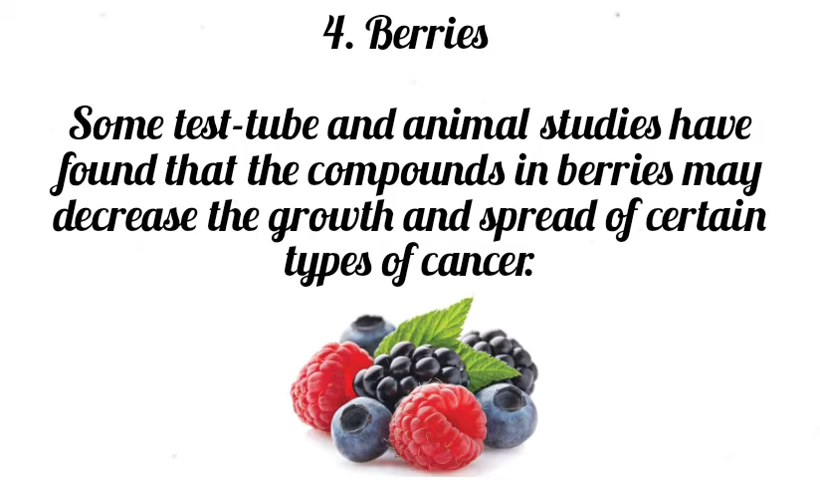 4. Berries
Some test-tube and animal studies have
found that the compounds in berries may
decrease the growth and spread of certain
types of cancer.